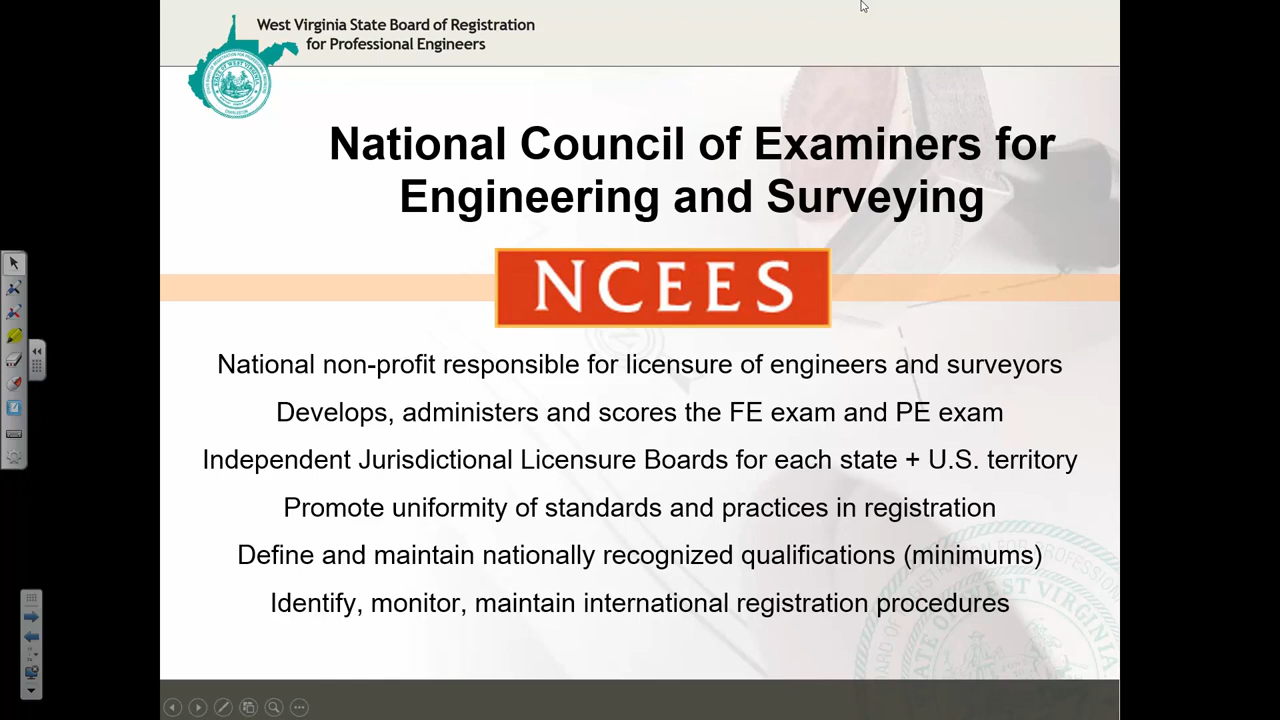 West Virginia State Board of Registration
for Professional Engineers
National Council of Examiners for
Engineering and Surveying
NCEES
National non-profit responsible for licensure of engineers and surveyors
Develops, administers and scores the FE exam and PE exam
Independent Jurisdictional Licensure Boards for each state + U.S. territory
Promote uniformity of standards and practices in registration
Define and maintain nationally recognized qualifications (minimums)
Identify, monitor, maintain international registration procedures